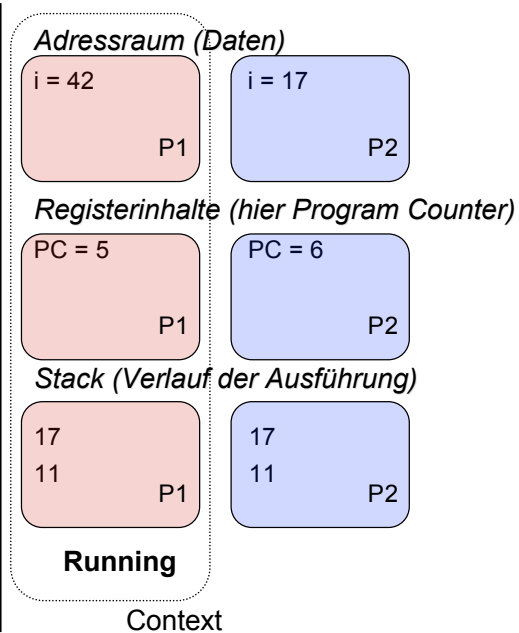 Adressraum (Daten)
i = 42
P1
i = 17
P2
Registerinhalte (hier Program Counter)
PC = 5
P1
PC = 6
P2
Stack (Verlauf der Ausführung)
17
11
P1
17
11
P2
Running
Context